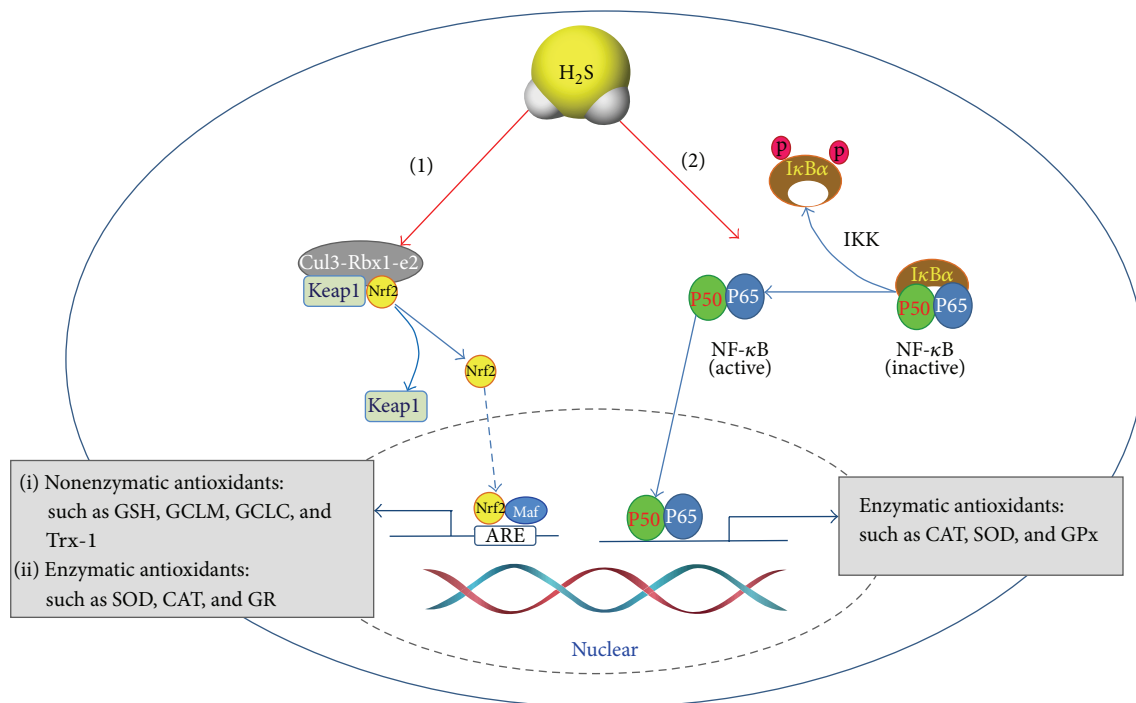 H₂S
(1)
(2)
p
p
IκBα
IKK
Cul3-Rbx1-e2
Keap1
Nrf2
IκBα
P50
P65
P50
P65
NF-κB
(active)
NF-κB
(inactive)
Nrf2
Keap1
(i) Nonenzymatic antioxidants:
such as GSH, GCLM, GCLC, and
Trx-1
(ii) Enzymatic antioxidants:
such as SOD, CAT, and GR
Nrf2
Maf
ARE
P50
P65
Enzymatic antioxidants:
such as CAT, SOD, and GPx
Nuclear